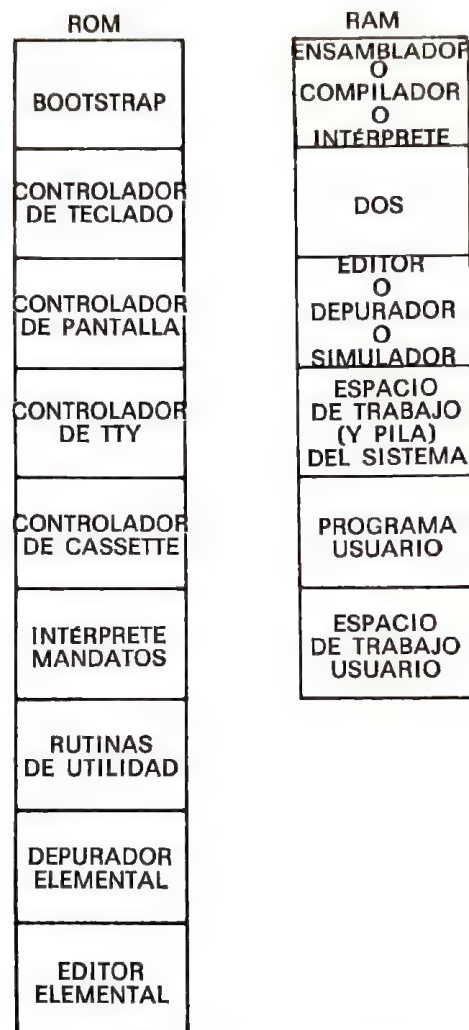 ROM
BOOTSTRAP
CONTROLADOR
DE TECLADO
CONTROLADOR
DE PANTALLA
CONTROLADOR
DE TTY
CONTROLADOR
DE CASSETTE
INTÉRPRETE
MANDATOS
RUTINAS
DE UTILIDAD
DEPURADOR
ELEMENTAL
EDITOR
ELEMENTAL
RAM
ENSAMBLADOR
O
COMPILADOR
O
INTÉRPRETE
DOS
EDITOR
O
DEPURADOR
O
SIMULADOR
ESPACIO
DE TRABAJO
(Y PILA)
DEL SISTEMA
PROGRAMA
USUARIO
ESPACIO
DE TRABAJO
USUARIO